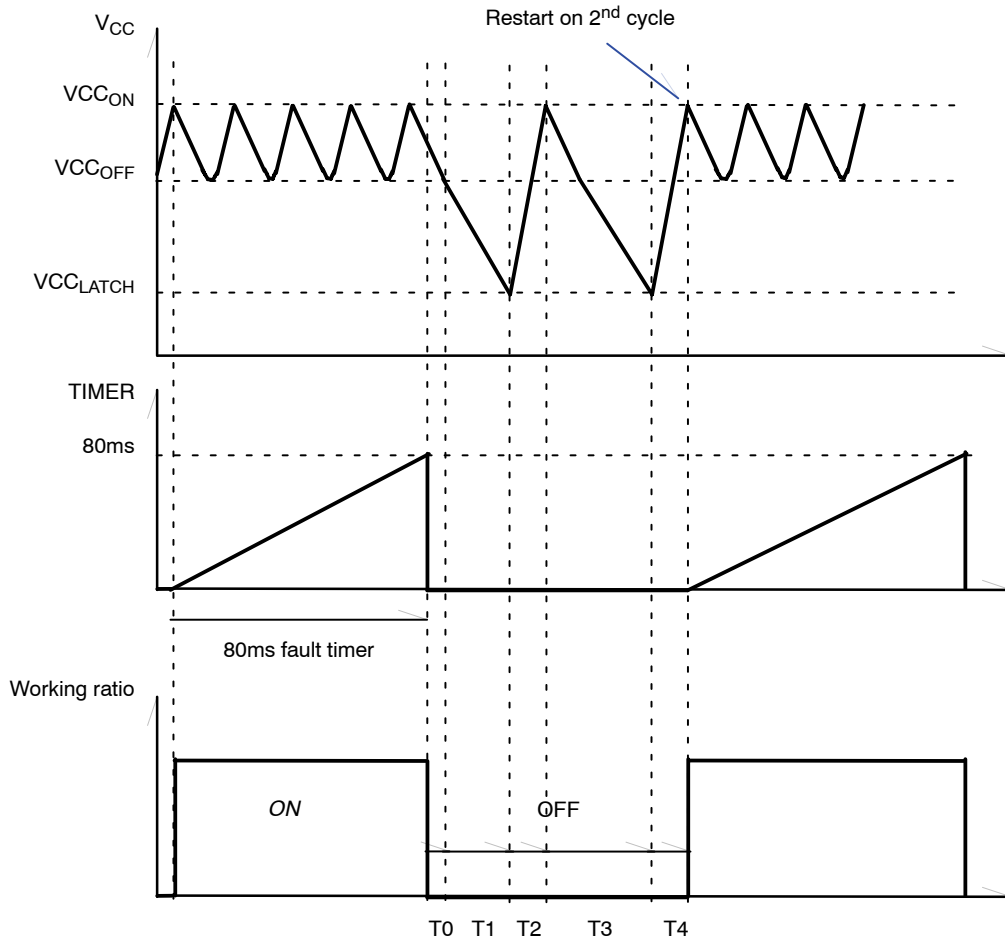 Restart on 2nd cycle
VCC
VCCON
VCCOFF
VCCLATCH
TIMER
80ms
80ms fault timer
Working ratio
ON
OFF
T0 T1 T2 T3 T4